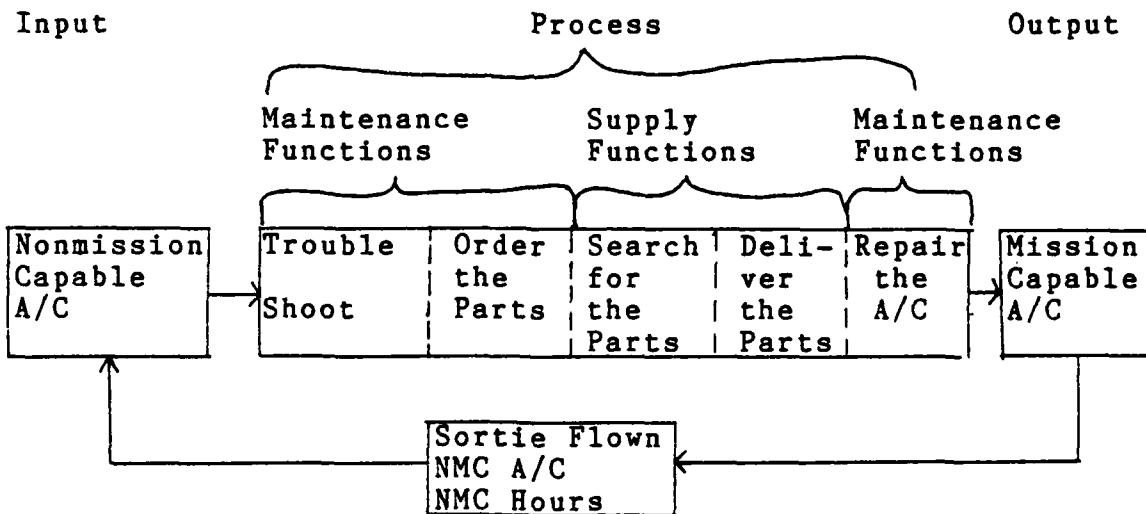 Input
Process
Output
Maintenance
Functions
Supply
Functions
Maintenance
Functions
Nonmission
Capable
A/C
Trouble
Shoot
Order
the
Parts
Search
for
the
Parts
Deli-
ver
the
Parts
Repair
the
A/C
Mission
Capable
A/C
Sortie Flown
NMC A/C
NMC Hours